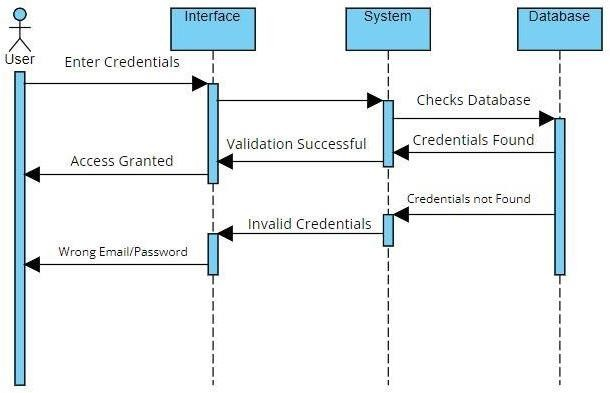 Interface
System
Database
User
Enter Credentials
Checks Database
Credentials Found
Validation Successful
Access Granted
Credentials not Found
Invalid Credentials
Wrong Email/Password